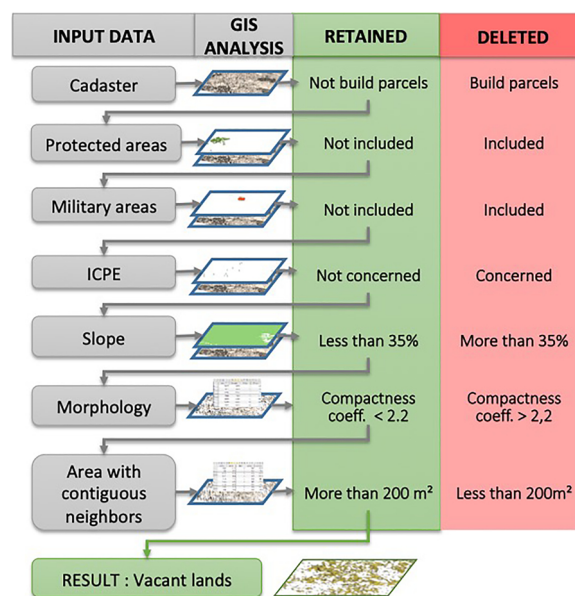 INPUT DATA
GIS
ANALYSIS
RETAINED
DELETED
Cadaster
Not build parcels
Build parcels
Protected areas
Not included
Included
Military areas
Not included
Included
ICPE
Not concerned
Concerned
Slope
Less than 35%
More than 35%
Morphology
Compactness
coeff. < 2.2
Compactness
coeff. > 2,2
Area with
contiguous
neighbors
More than 200 m²
Less than 200m²
RESULT : Vacant lands